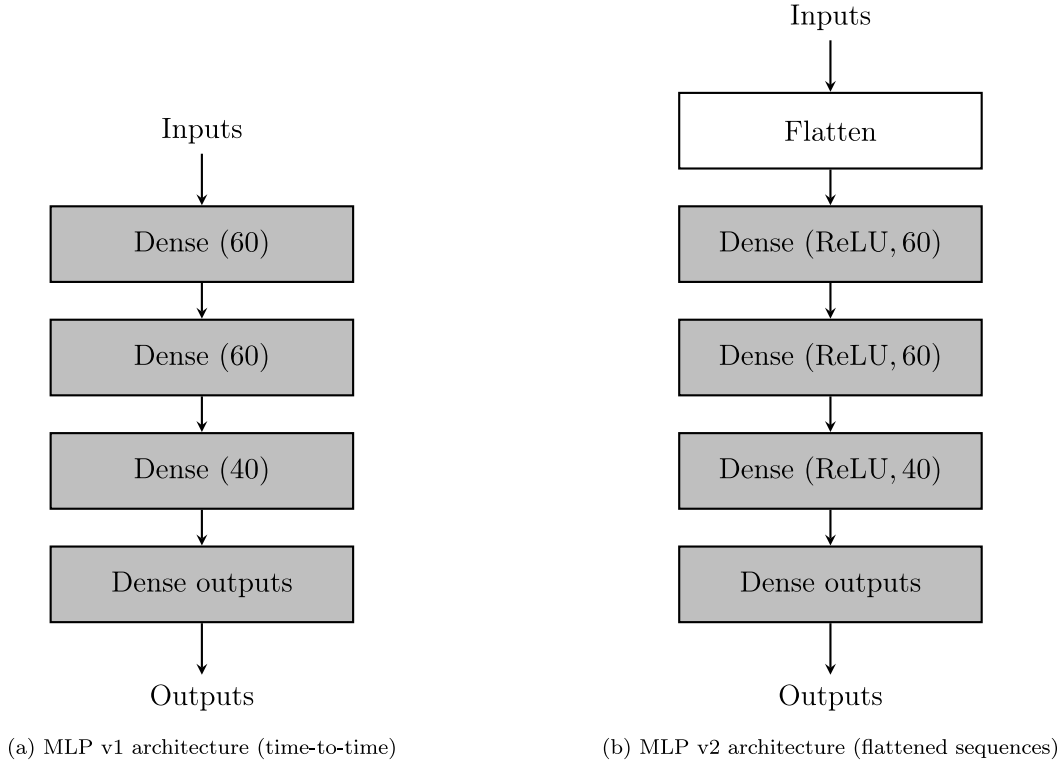 Inputs
Dense (60)
Dense (60)
Dense (40)
Dense outputs
Outputs
(a) MLP v1 architecture (time-to-time)
Inputs
Flatten
Dense (ReLU, 60)
Dense (ReLU, 60)
Dense (ReLU, 40)
Dense outputs
Outputs
(b) MLP v2 architecture (flattened sequences)